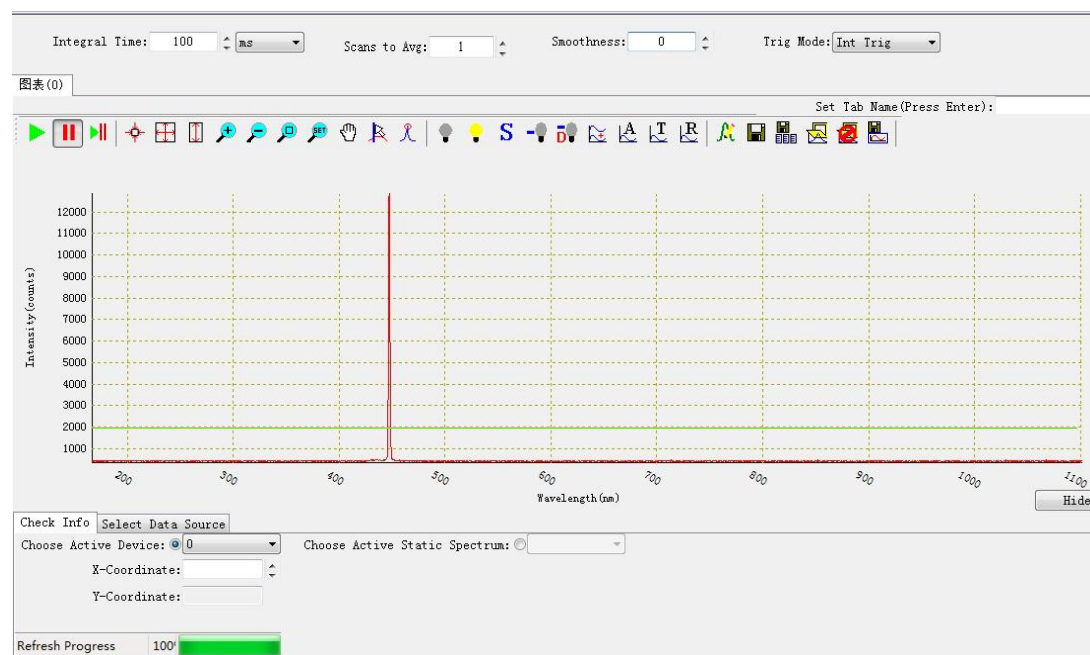 Integral Time: 100 ms Scans to Avg: 1 Smoothness: 0 Trig Mode: Int Trig
图表(0)
Set Tab Name(Press Enter):
SET S D A T R
12000
11000
10000
9000
8000
7000
6000
5000
4000
3000
2000
1000
Intensity(counts)
200 300 400 500 600 700 800 900 1000 1100
Wavelength(nm)
Hide
Check Info Select Data Source
Choose Active Device: 0 Choose Active Static Spectrum:
X-Coordinate:
Y-Coordinate:
Refresh Progress 100